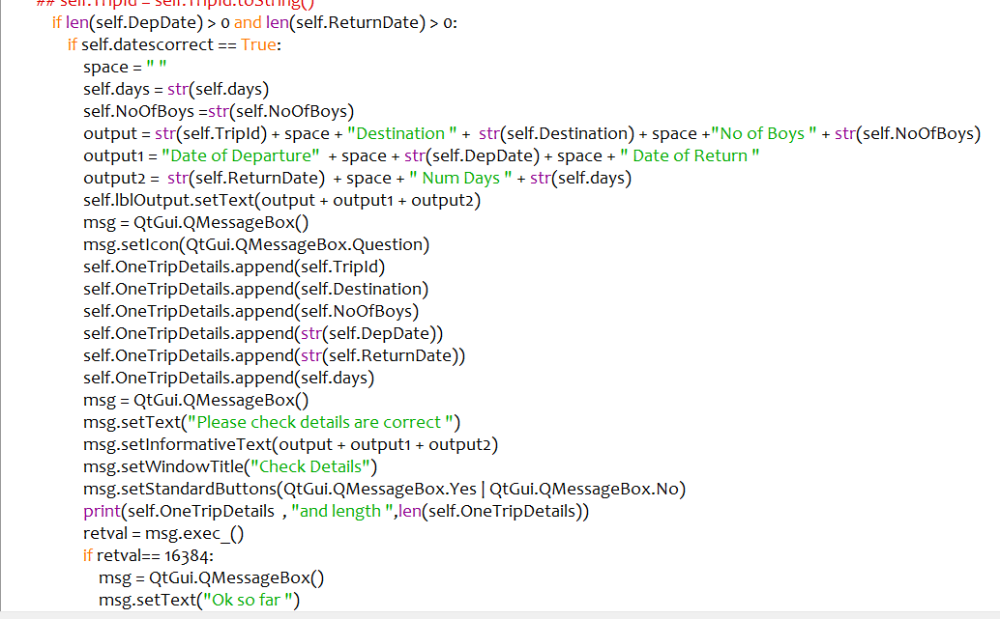 ## self.TripId = self.TripId.toString()
if len(self.DepDate) > 0 and len(self.ReturnDate) > 0:
if self.datescorrect == True:
space = " "
self.days = str(self.days)
self.NoOfBoys =str(self.NoOfBoys)
output = str(self.TripId) + space + "Destination " +  str(self.Destination) + space +"No of Boys " + str(self.NoOfBoys)
output1 = "Date of Departure"  + space + str(self.DepDate) + space + " Date of Return "
output2 =  str(self.ReturnDate)  + space + " Num Days " + str(self.days)
self.lblOutput.setText(output + output1 + output2)
msg = QtGui.QMessageBox()
msg.setIcon(QtGui.QMessageBox.Question)
self.OneTripDetails.append(self.TripId)
self.OneTripDetails.append(self.Destination)
self.OneTripDetails.append(self.NoOfBoys)
self.OneTripDetails.append(str(self.DepDate))
self.OneTripDetails.append(str(self.ReturnDate))
self.OneTripDetails.append(self.days)
msg = QtGui.QMessageBox()
msg.setText("Please check details are correct ")
msg.setInformativeText(output + output1 + output2)
msg.setWindowTitle("Check Details")
msg.setStandardButtons(QtGui.QMessageBox.Yes | QtGui.QMessageBox.No)
print(self.OneTripDetails  , "and length ",len(self.OneTripDetails))
retval = msg.exec_()
if retval== 16384:
msg = QtGui.QMessageBox()
msg.setText("Ok so far ")